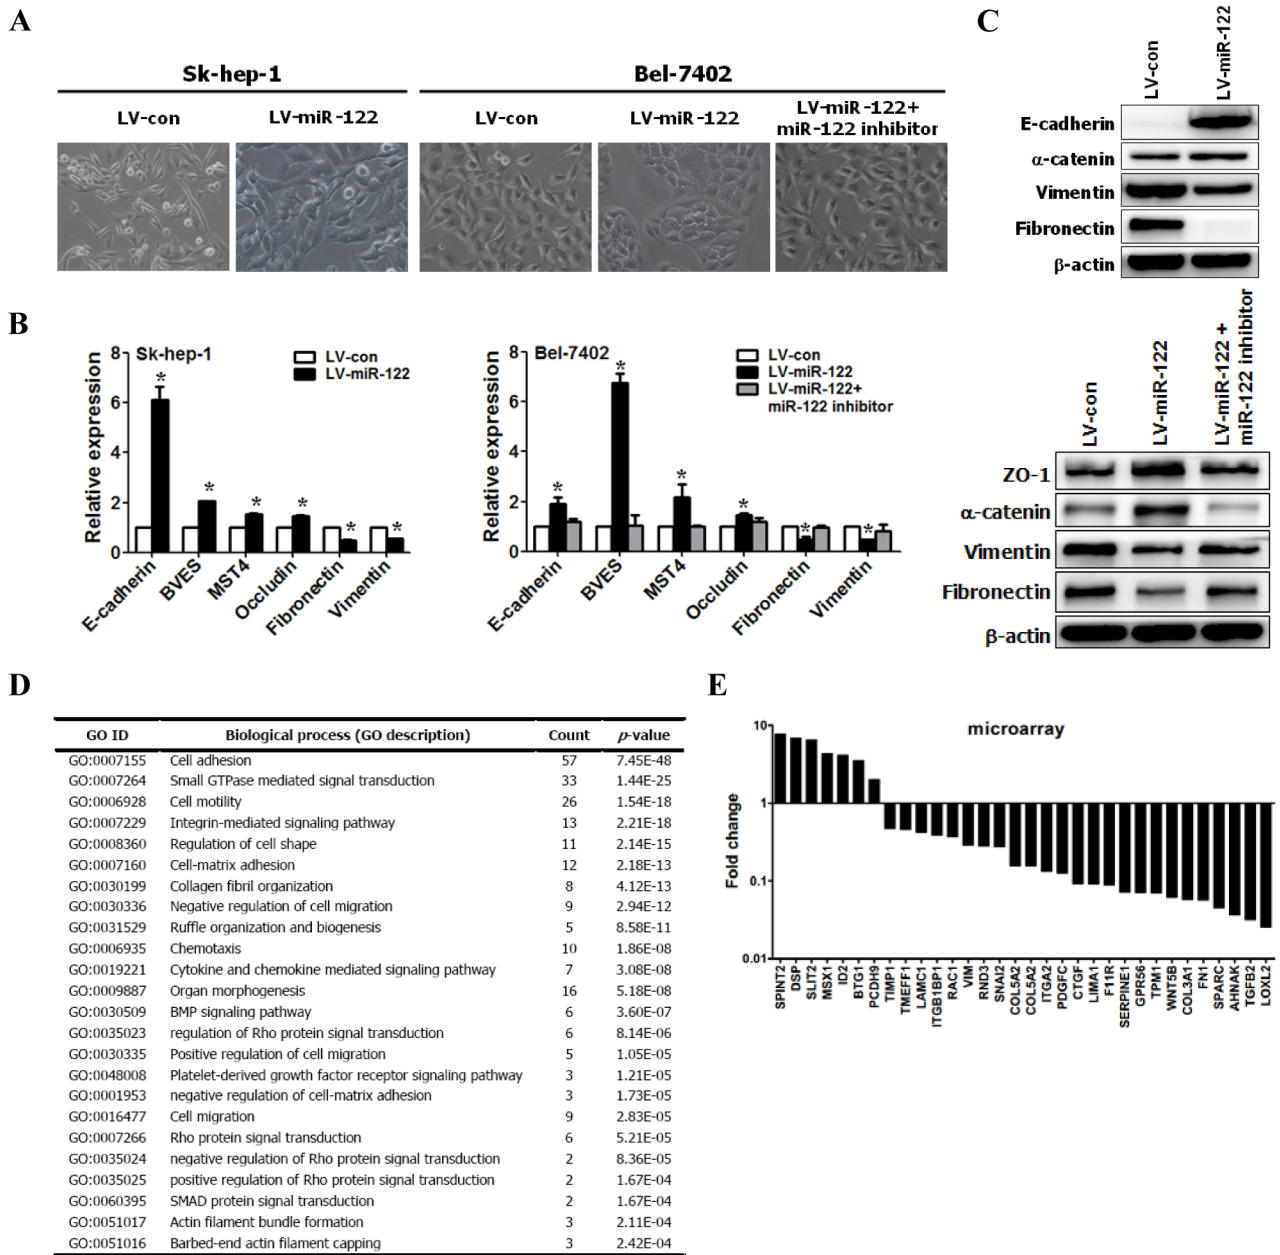 A
Sk-hep-1
Bel-7402
LV-con
LV-miR-122
LV-con
LV-miR-122
LV-miR-122+
miR-122 inhibitor
C
LV-con
LV-miR-122
E-cadherin
α-catenin
Vimentin
Fibronectin
β-actin
LV-con
LV-miR-122
LV-miR-122 +
miR-122 inhibitor
ZO-1
α-catenin
Vimentin
Fibronectin
β-actin
B
Relative expression
8
6
4
2
0
Sk-hep-1
LV-con
LV-miR-122
* * * * * *
E-cadherin
BVES
MST4
Occludin
Fibronectin
Vimentin
Relative expression
8
6
4
2
0
Bel-7402
LV-con
LV-miR-122
LV-miR-122+
miR-122 inhibitor
* * * * * *
E-cadherin
BVES
MST4
Occludin
Fibronectin
Vimentin
D
GO ID Biological process (GO description) Count p-value
GO:0007155 Cell adhesion 57 7.45E-48
GO:0007264 Small GTPase mediated signal transduction 33 1.44E-25
GO:0006928 Cell motility 26 1.54E-18
GO:0007229 Integrin-mediated signaling pathway 13 2.21E-18
GO:0008360 Regulation of cell shape 11 2.14E-15
GO:0007160 Cell-matrix adhesion 12 2.18E-13
GO:0030199 Collagen fibril organization 8 4.12E-13
GO:0030336 Negative regulation of cell migration 9 2.94E-12
GO:0031529 Ruffle organization and biogenesis 5 8.58E-11
GO:0006935 Chemotaxis 10 1.86E-08
GO:0019221 Cytokine and chemokine mediated signaling pathway 7 3.08E-08
GO:0009887 Organ morphogenesis 16 5.18E-08
GO:0030509 BMP signaling pathway 6 3.60E-07
GO:0035023 regulation of Rho protein signal transduction 6 8.14E-06
GO:0030335 Positive regulation of cell migration 5 1.05E-05
GO:0048008 Platelet-derived growth factor receptor signaling pathway 3 1.21E-05
GO:0001953 negative regulation of cell-matrix adhesion 3 1.73E-05
GO:0016477 Cell migration 9 2.83E-05
GO:0007266 Rho protein signal transduction 6 5.21E-05
GO:0035024 negative regulation of Rho protein signal transduction 2 8.36E-05
GO:0035025 positive regulation of Rho protein signal transduction 2 1.67E-04
GO:0060395 SMAD protein signal transduction 2 1.67E-04
GO:0051017 Actin filament bundle formation 3 2.11E-04
GO:0051016 Barbed-end actin filament capping 3 2.42E-04
E
microarray
Fold change
10
1
0.1
0.01
SPINT2
DSP
SLIT2
MSX1
ID2
BTG1
PCDH9
TIMP1
TMEFF1
LAMC1
ITGB1BP1
RAC1
VIM
RND3
SNAI2
COL5A2
COL5A2
ITGA2
PDGFC
CTGF
LIMA1
F11R
SERPINE1
GPR56
TPM1
WNT5B
COL3A1
FN1
SPARC
AHNAK
TGFB2
LOXL2